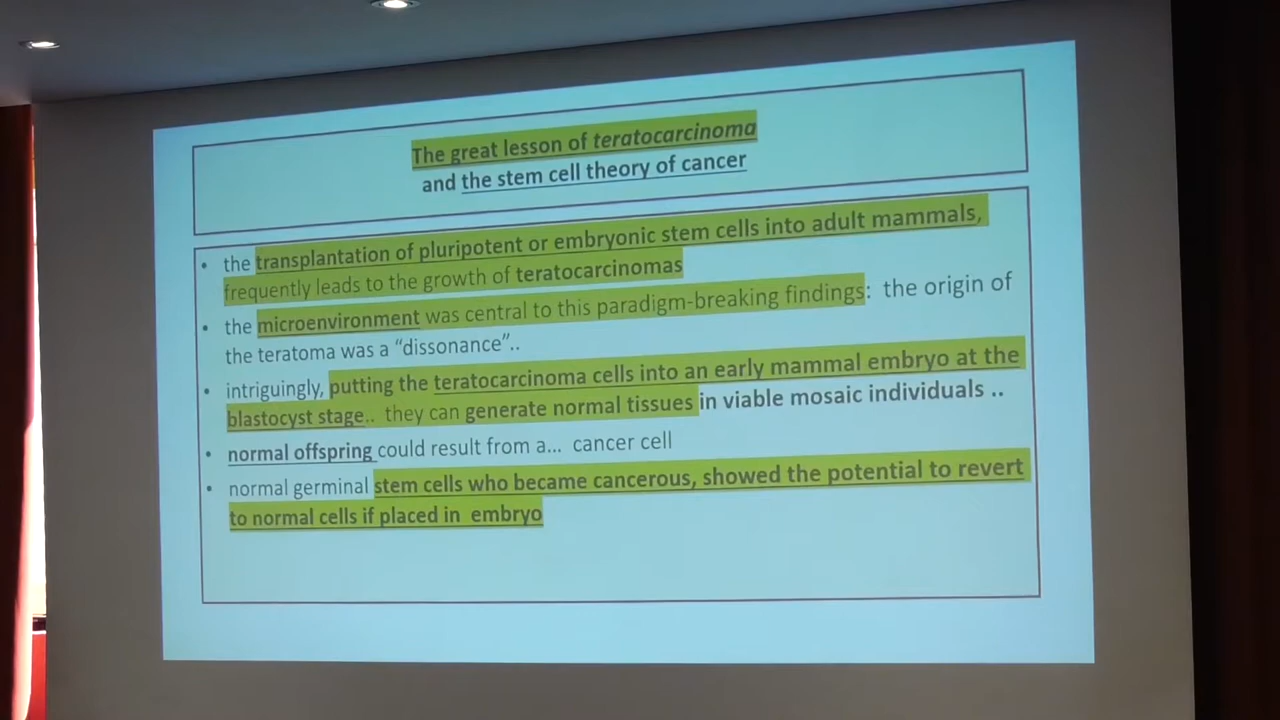 The great lesson of teratocarcinoma
and the stem cell theory of cancer
• the transplantation of pluripotent or embryonic stem cells into adult mammals,
frequently leads to the growth of teratocarcinomas
• the microenvironment was central to this paradigm-breaking findings: the origin of
the teratoma was a “dissonance”..
• intriguingly, putting the teratocarcinoma cells into an early mammal embryo at the
blastocyst stage.. they can generate normal tissues in viable mosaic individuals ..
• normal offspring could result from a... cancer cell
• normal germinal stem cells who became cancerous, showed the potential to revert
to normal cells if placed in embryo